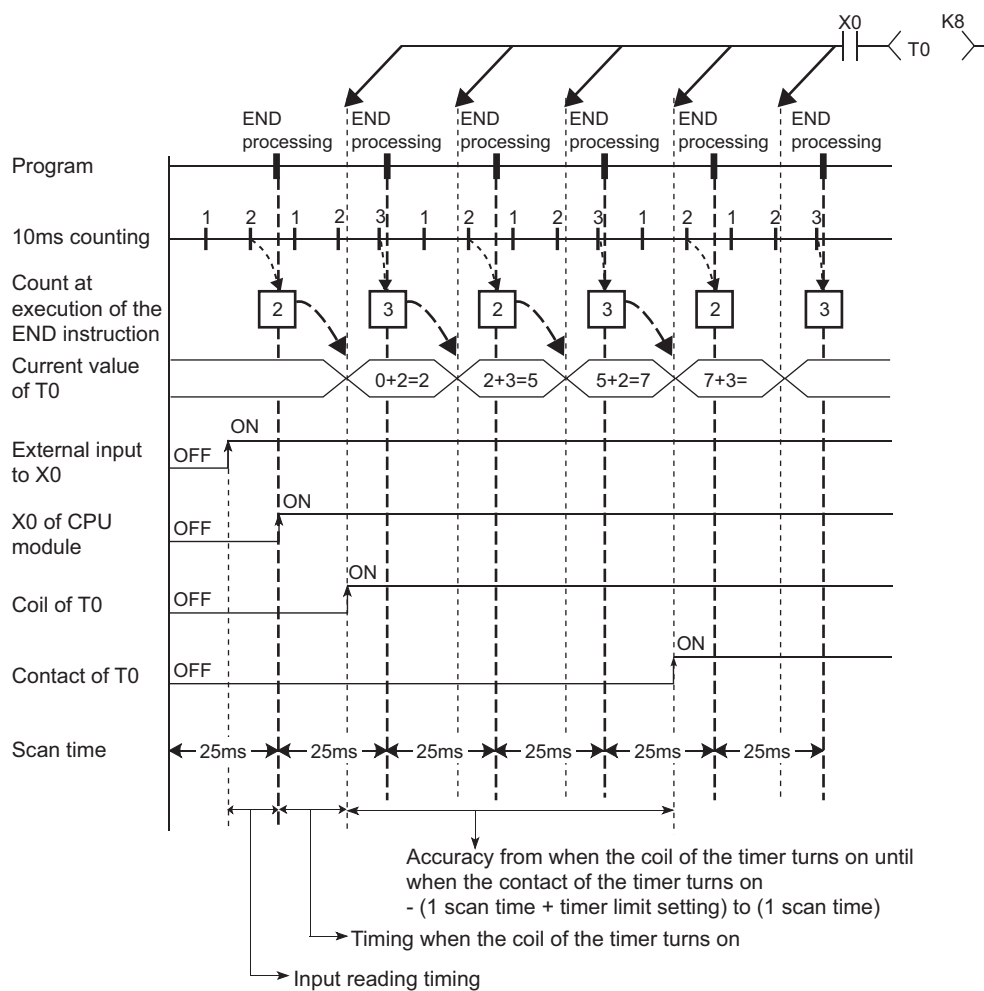 X0 K8
T0
END END END END END END
processing processing processing processing processing processing
Program
1 2 1 2 3 1 2 1 2 3 1 2 1 2 3
10ms counting
Count at
execution of the
END instruction
2 3 2 3 2 3
Current value
of T0
0+2=2 2+3=5 5+2=7 7+3=
ON
External input
to X0
OFF
ON
X0 of CPU
module
OFF
ON
Coil of T0
OFF
ON
Contact of T0
OFF
Scan time
25ms 25ms 25ms 25ms 25ms 25ms
Accuracy from when the coil of the timer turns on until
when the contact of the timer turns on
- (1 scan time + timer limit setting) to (1 scan time)
Timing when the coil of the timer turns on
Input reading timing